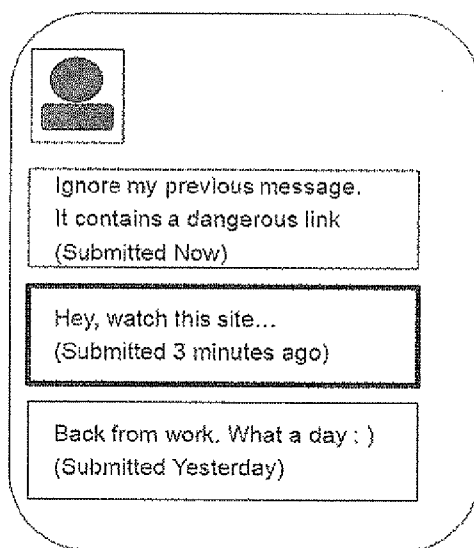 Ignore my previous message.
It contains a dangerous link
(Submitted Now)
Hey, watch this site...
(Submitted 3 minutes ago)
Back from work. What a day : )
(Submitted Yesterday)